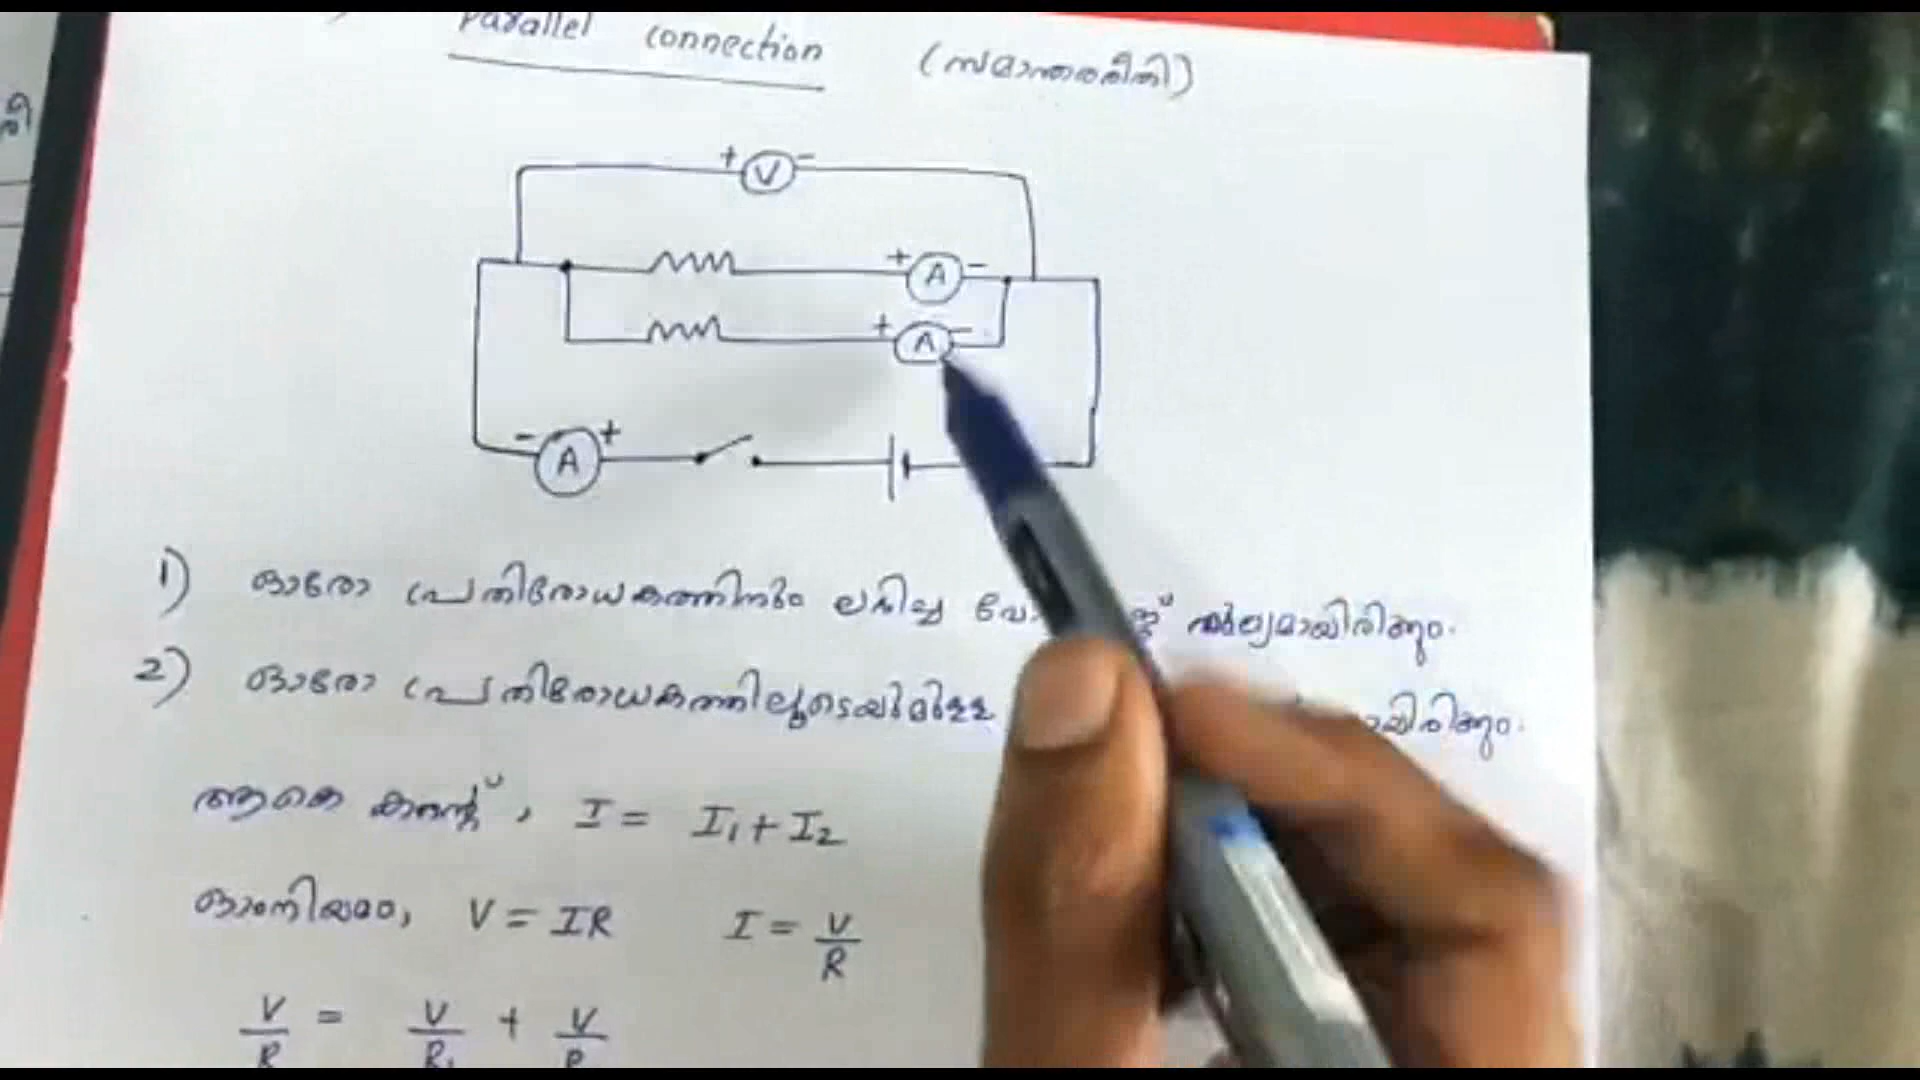 parallel connection (സമാന്തരരീതി)
+ V -
+ A -
+ A -
- A +
1) ഓരോ പ്രതിരോധകത്തിനും ലഭിച്ച തുല്യമായിരിക്കും.
2) ഓരോ പ്രതിരോധകത്തിലൂടെയുമുള്ള
ആകെ കറന്റ്, I = I₁ + I₂
ഓംനിയമം, V = IR I = V/R
V/R = V/R₁ + V/R